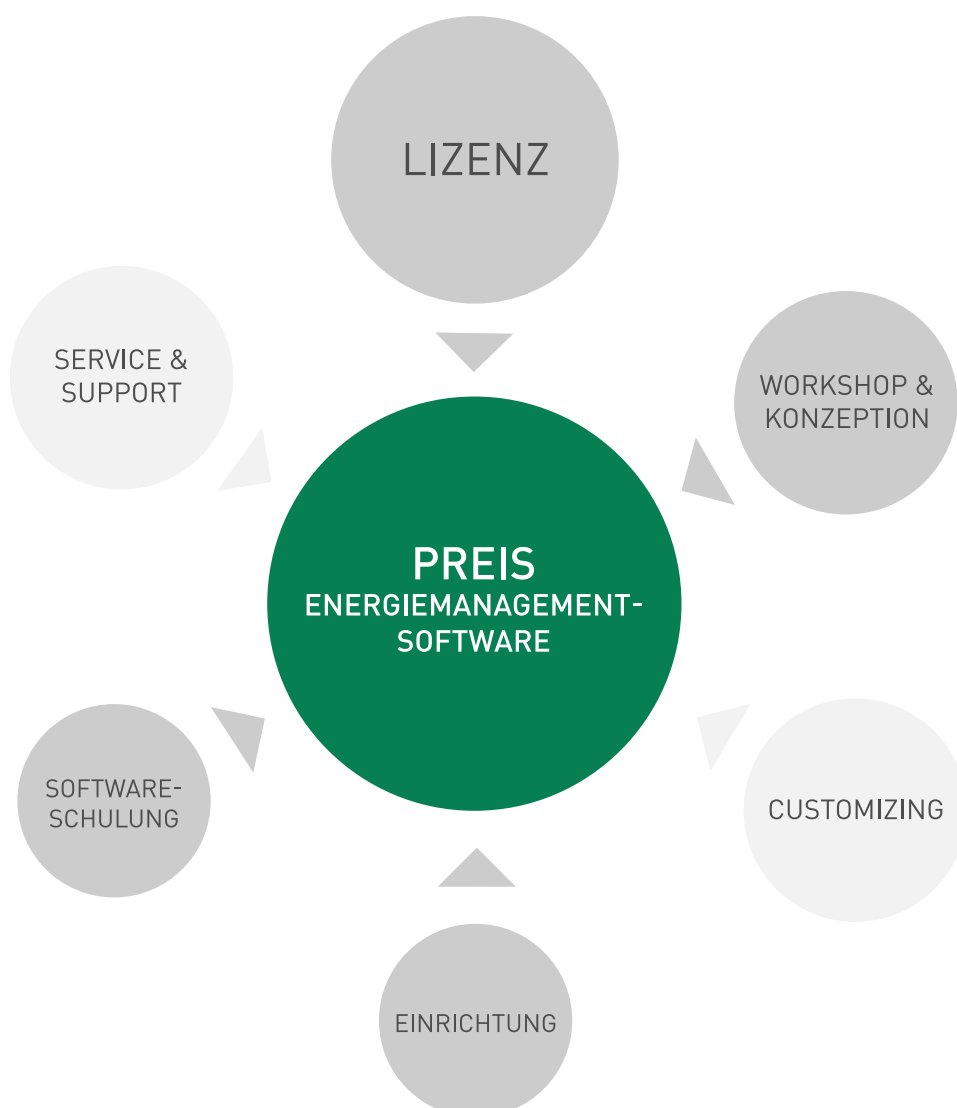 LIZENZ
SERVICE &
SUPPORT
WORKSHOP &
KONZEPTION
PREIS
ENERGIEMANAGEMENT-
SOFTWARE
SOFTWARE-
SCHULUNG
CUSTOMIZING
EINRICHTUNG